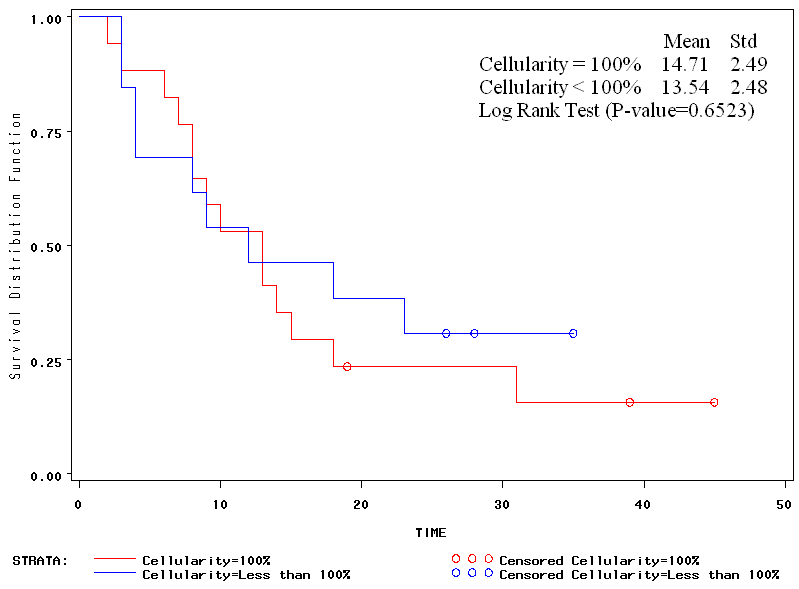 Mean Std
Cellularity = 100% 14.71 2.49
Cellularity < 100% 13.54 2.48
Log Rank Test (P-value=0.6523)
Survival Distribution Function
1.00
0.75
0.50
0.25
0.00
0 10 20 30 40 50
TIME
STRATA: Cellularity=100% Censored Cellularity=100%
Cellularity=Less than 100% Censored Cellularity=Less than 100%